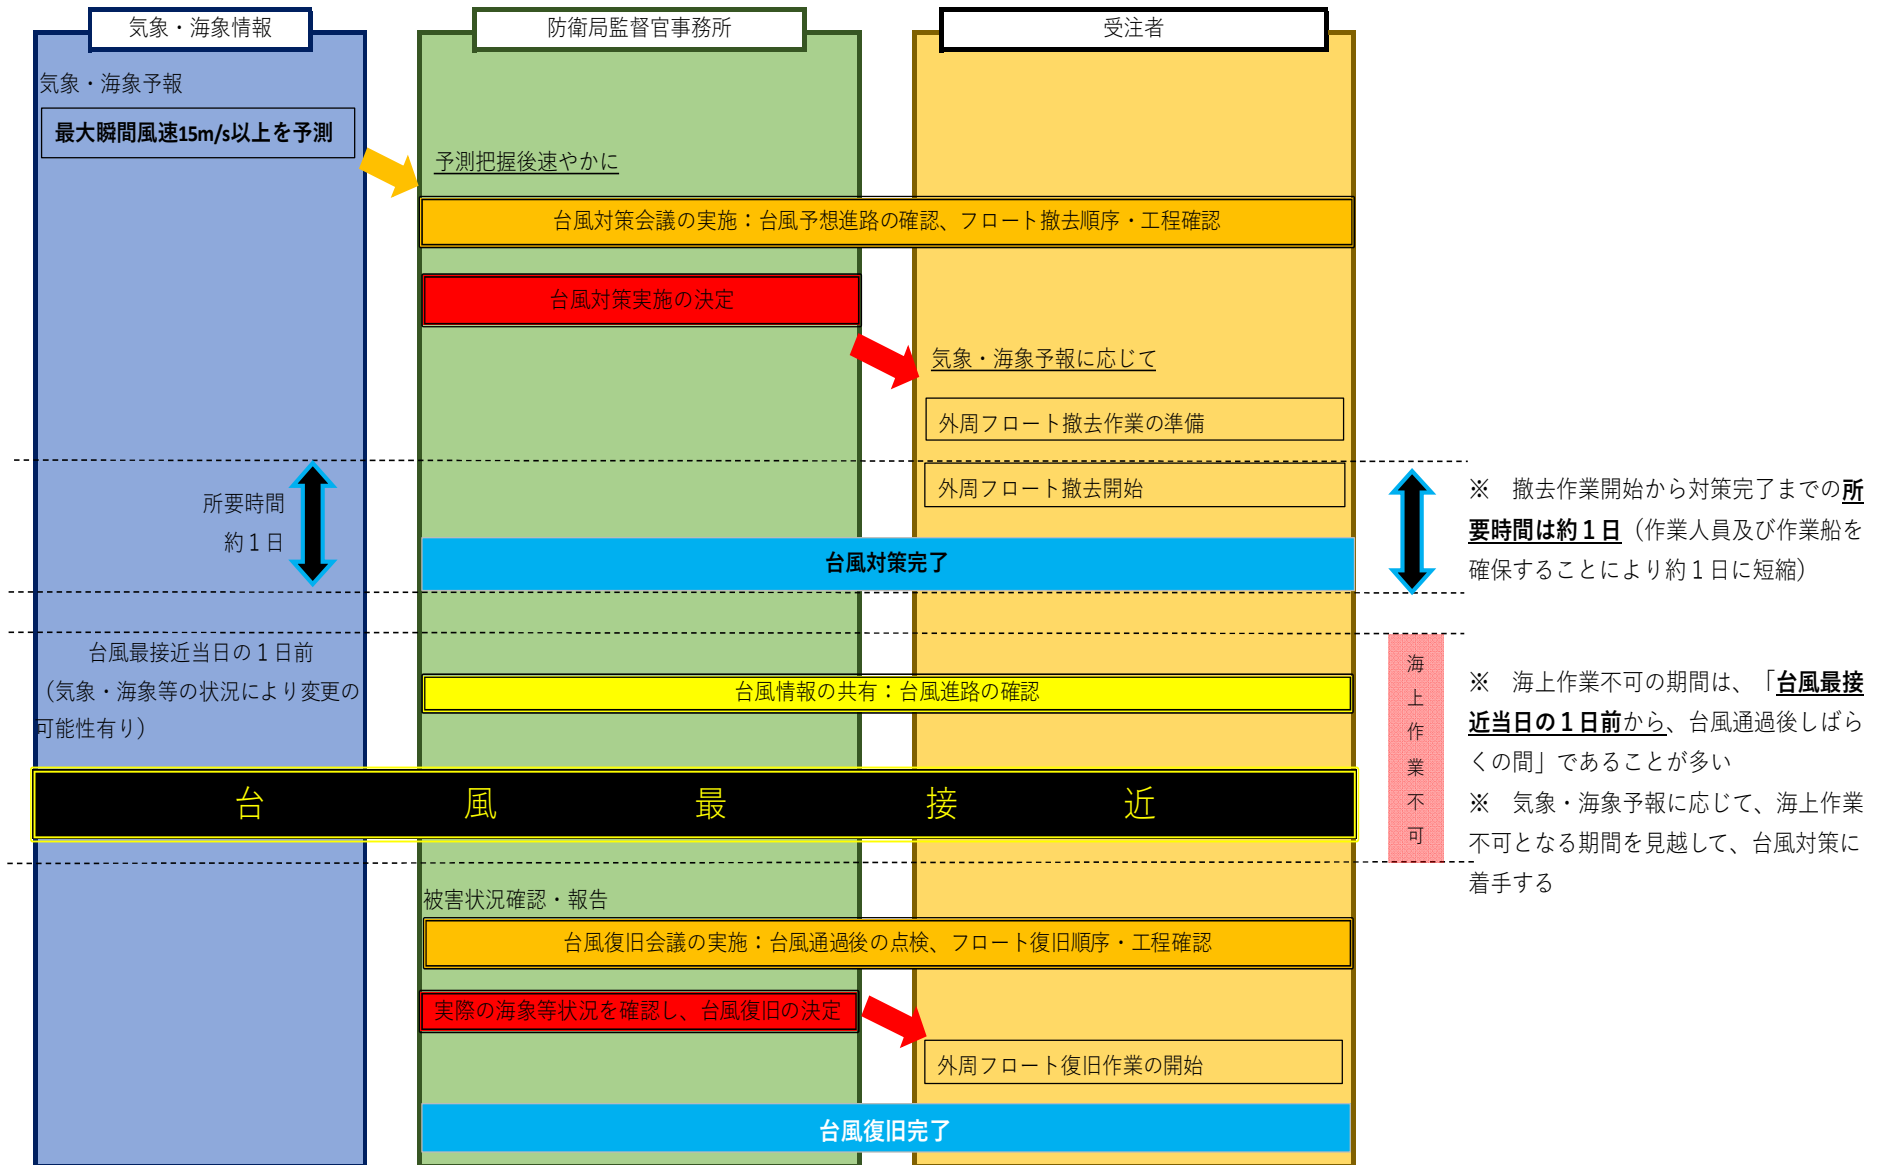 気象・海象情報
防衛局監督官事務所
受注者
気象・海象予報
最大瞬間風速15m/s以上を予測
予測把握後速やかに
台風対策会議の実施：台風予想進路の確認、フロート撤去順序・工程確認
台風対策実施の決定
気象・海象予報に応じて
外周フロート撤去作業の準備
外周フロート撤去開始
所要時間
約１日
台風対策完了
※　撤去作業開始から対策完了までの所
要時間は約１日（作業人員及び作業船を
確保することにより約１日に短縮）
台風最接近当日の１日前
（気象・海象等の状況により変更の
可能性有り）
台風情報の共有：台風進路の確認
海
上
作
業
不
可
※　海上作業不可の期間は、「台風最接
近当日の１日前から、台風通過後しばら
くの間」であることが多い
※　気象・海象予報に応じて、海上作業
不可となる期間を見越して、台風対策に
着手する
台風最接近
被害状況確認・報告
台風復旧会議の実施：台風通過後の点検、フロート復旧順序・工程確認
実際の海象等状況を確認し、台風復旧の決定
外周フロート復旧作業の開始
台風復旧完了